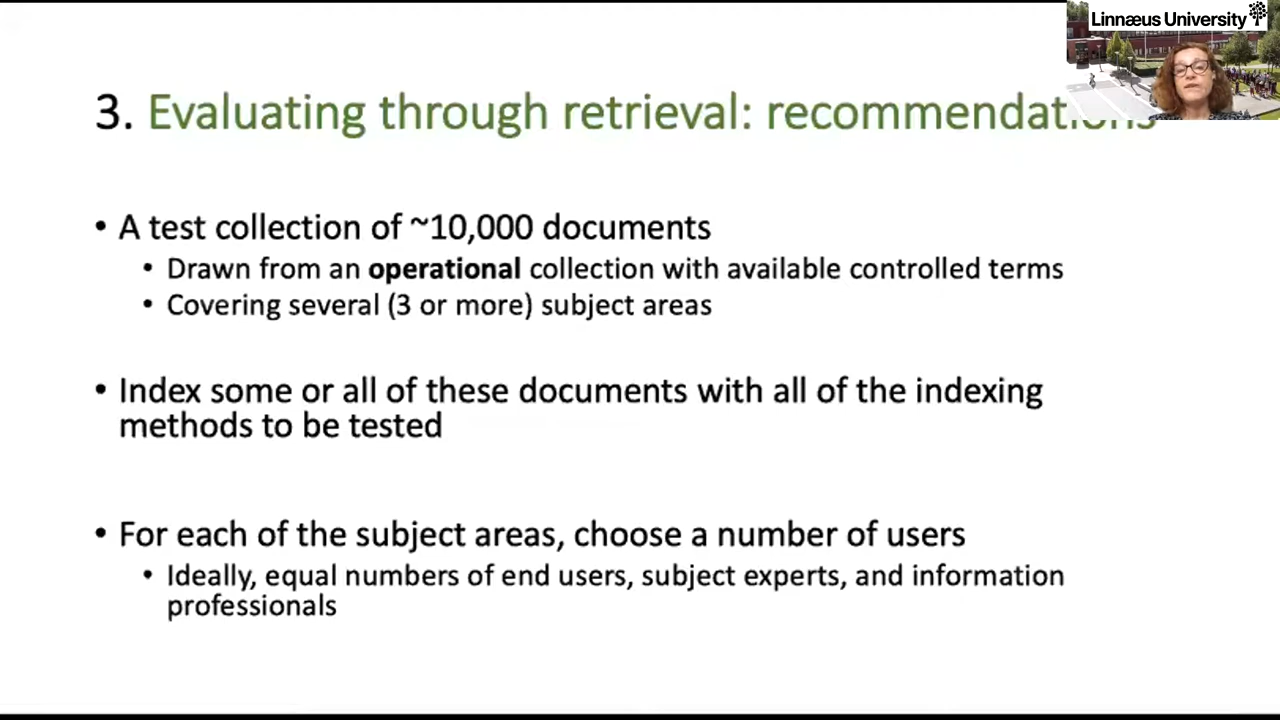 Linnæus University
3. Evaluating through retrieval: recommendations
• A test collection of ~10,000 documents
• Drawn from an operational collection with available controlled terms
• Covering several (3 or more) subject areas
• Index some or all of these documents with all of the indexing
methods to be tested
• For each of the subject areas, choose a number of users
• Ideally, equal numbers of end users, subject experts, and information
professionals